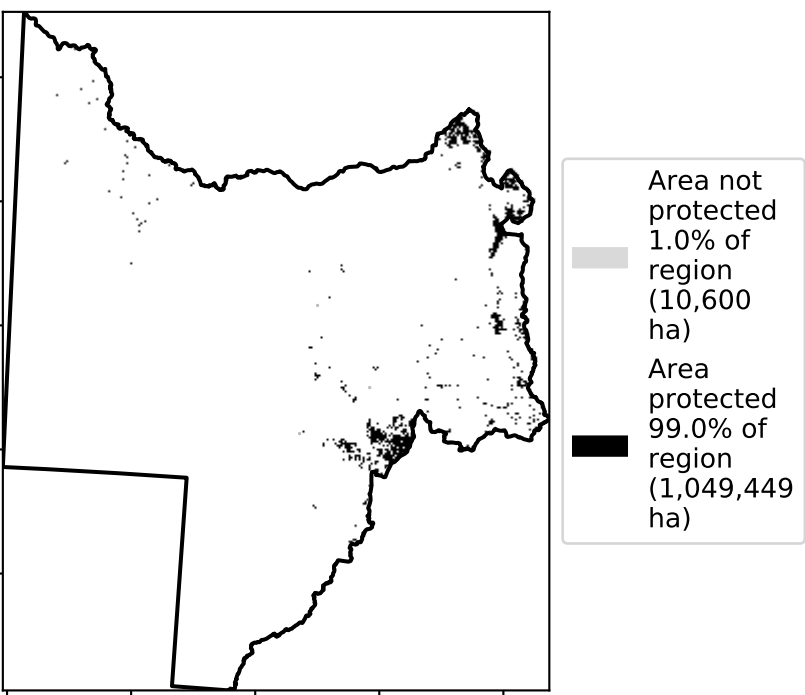 Area not
protected
1.0% of
region
(10,600
ha)
Area
protected
99.0% of
region
(1,049,449
ha)